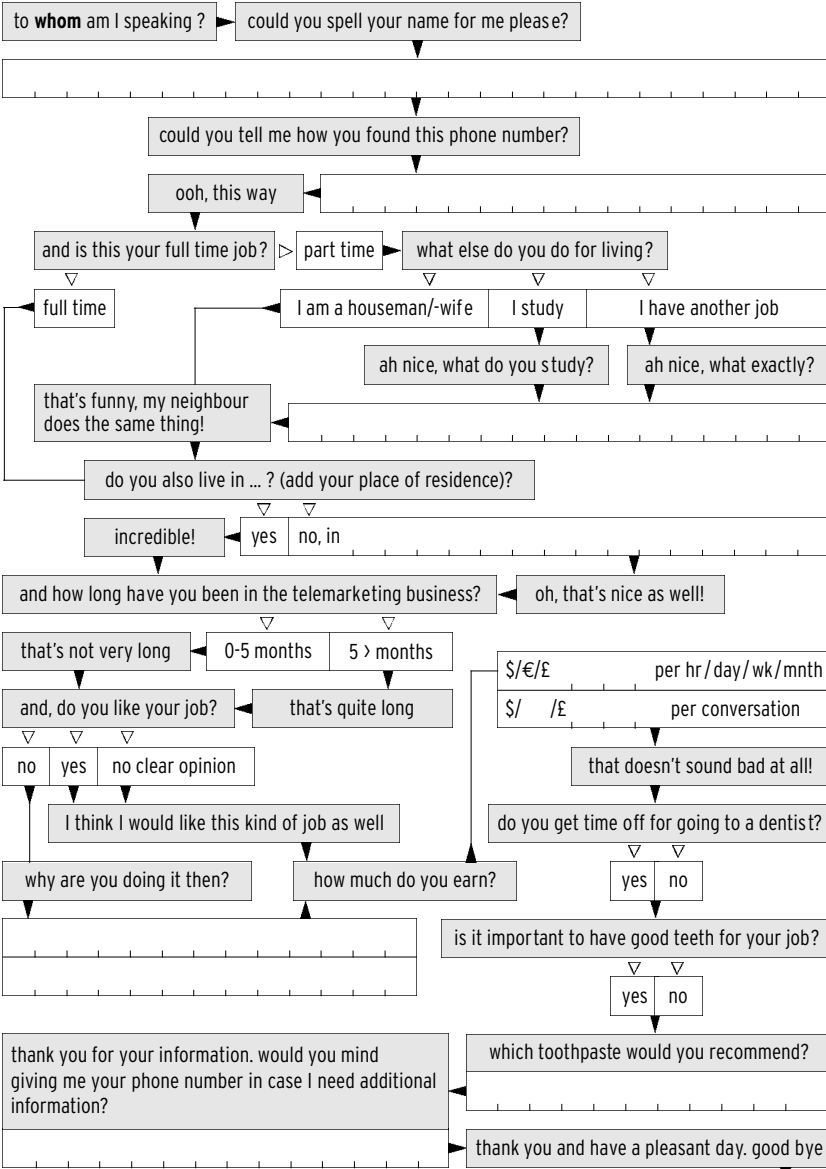 to whom am I speaking ?
could you spell your name for me please?
could you tell me how you found this phone number?
ooh, this way
and is this your full time job?
part time
what else do you do for living?
full time
I am a houseman/-wife
I study
I have another job
ah nice, what do you study?
ah nice, what exactly?
that's funny, my neighbour
does the same thing!
do you also live in ... ? (add your place of residence)?
incredible!
yes
no, in
and how long have you been in the telemarketing business?
oh, that's nice as well!
that's not very long
0-5 months
5 > months
$/€/£
per hr/day/wk/mnth
and, do you like your job?
that's quite long
$/ /£
per conversation
no
yes
no clear opinion
that doesn't sound bad at all!
I think I would like this kind of job as well
do you get time off for going to a dentist?
why are you doing it then?
how much do you earn?
yes
no
is it important to have good teeth for your job?
yes
no
which toothpaste would you recommend?
thank you for your information. would you mind
giving me your phone number in case I need additional
information?
thank you and have a pleasant day. good bye